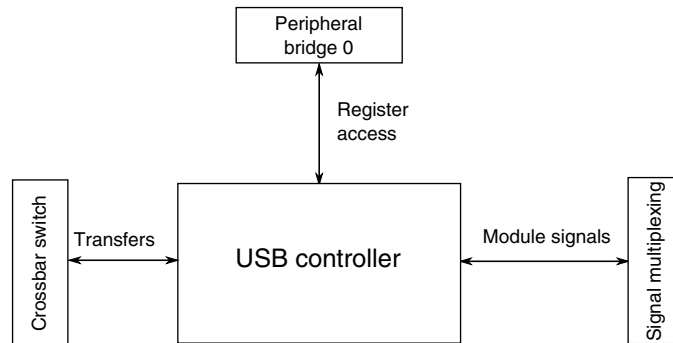 Peripheral
bridge 0
Register
access
Crossbar switch
Transfers
USB controller
Module signals
Signal multiplexing